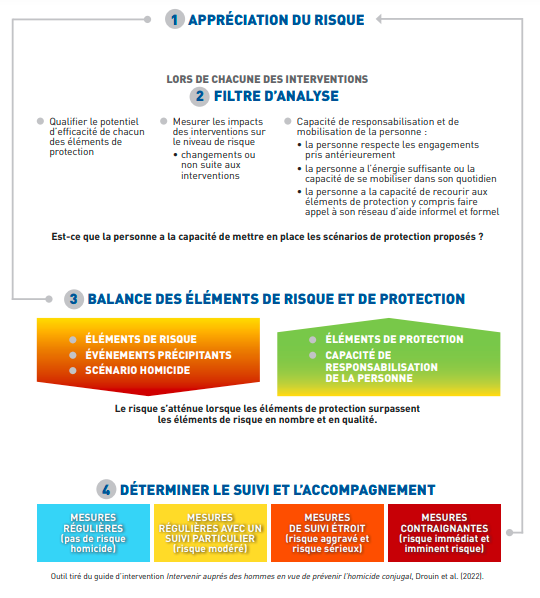 1 APPRÉCIATION DU RISQUE
LORS DE CHACUNE DES INTERVENTIONS
2 FILTRE D'ANALYSE
Qualifier le potentiel
d'efficacité de chacun
des éléments de
protection
Mesurer les impacts
des interventions sur
le niveau de risque
• changements ou
non suite aux
interventions
Capacité de responsabilisation et de
mobilisation de la personne :
• la personne respecte les engagements
pris antérieurement
• la personne a l'énergie suffisante ou la
capacité de se mobiliser dans son quotidien
• la personne a la capacité de recourir aux
éléments de protection y compris faire
appel à son réseau d'aide informel et formel
Est-ce que la personne a la capacité de mettre en place les scénarios de protection proposés ?
3 BALANCE DES ÉLÉMENTS DE RISQUE ET DE PROTECTION
ÉLÉMENTS DE RISQUE
ÉVÉNEMENTS PRÉCIPITANTS
SCÉNARIO HOMICIDE
ÉLÉMENTS DE PROTECTION
CAPACITÉ DE
RESPONSABILISATION
DE LA PERSONNE
Le risque s'atténue lorsque les éléments de protection surpassent
les éléments de risque en nombre et en qualité.
4 DÉTERMINER LE SUIVI ET L'ACCOMPAGNEMENT
MESURES
RÉGULIÈRES
(pas de risque
homicide)
MESURES
RÉGULIÈRES AVEC UN
SUIVI PARTICULIER
(risque modéré)
MESURES
DE SUIVI ÉTROIT
(risque aggravé et
risque sérieux)
MESURES
CONTRAIGNANTES
(risque immédiat et
imminent risque)
Outil tiré du guide d'intervention Intervenir auprès des hommes en vue de prévenir l'homicide conjugal, Drouin et al. (2022).